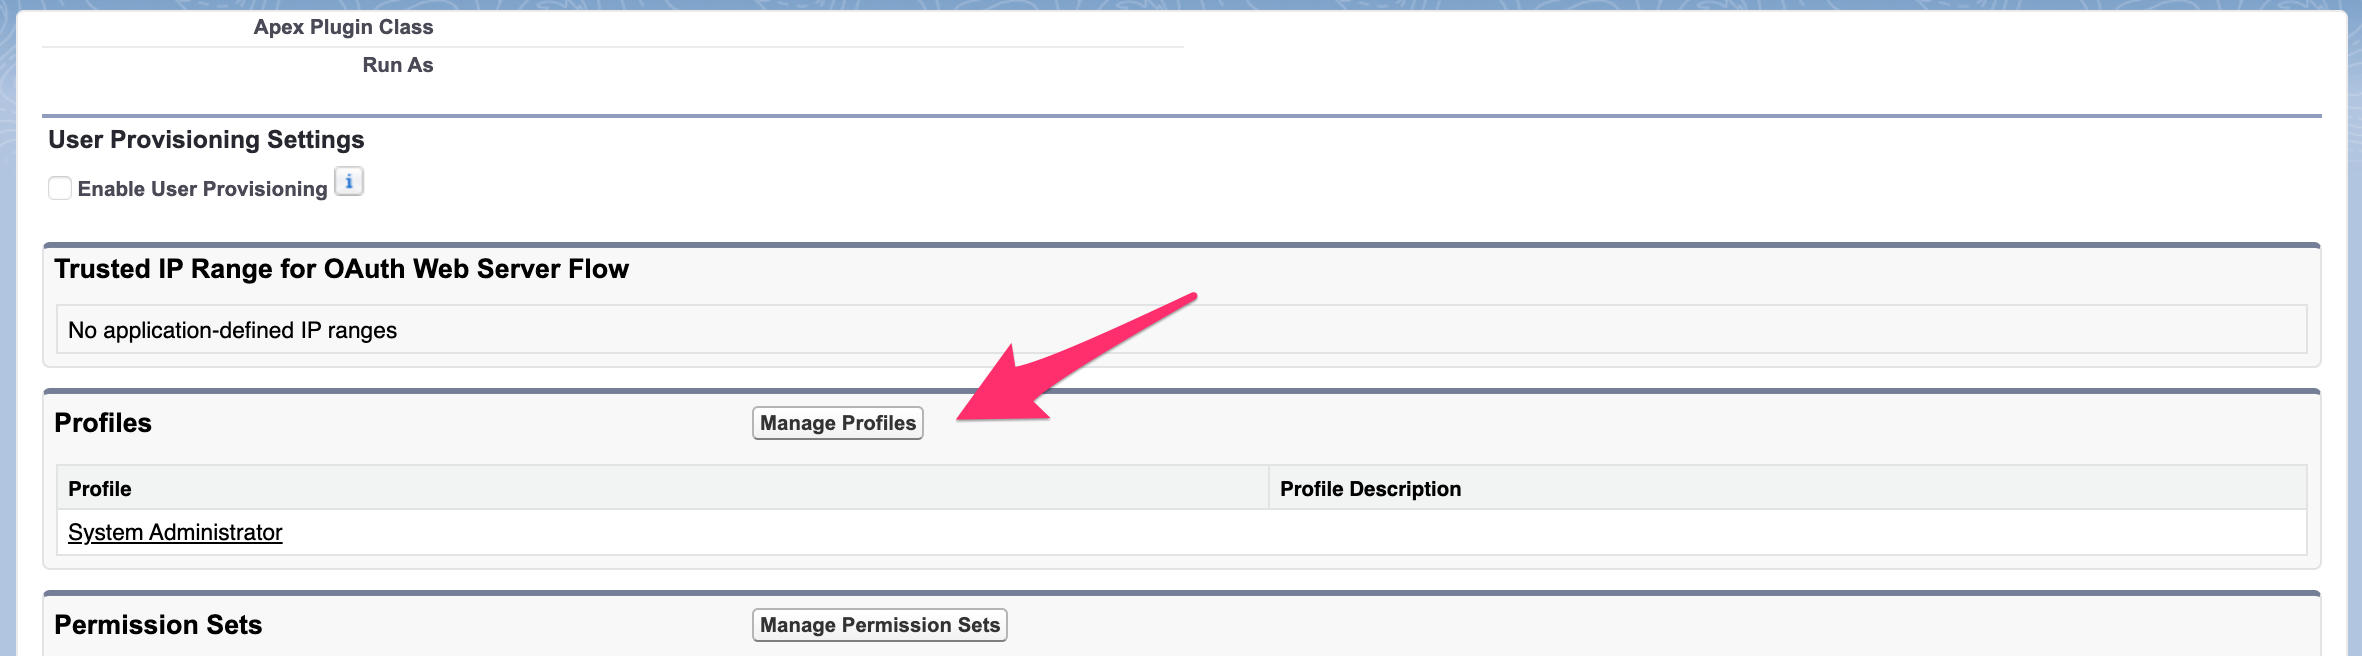 Apex Plugin Class
Run As
User Provisioning Settings
Enable User Provisioning i
Trusted IP Range for OAuth Web Server Flow
No application-defined IP ranges
Profiles Manage Profiles
Profile Profile Description
System Administrator
Permission Sets Manage Permission Sets